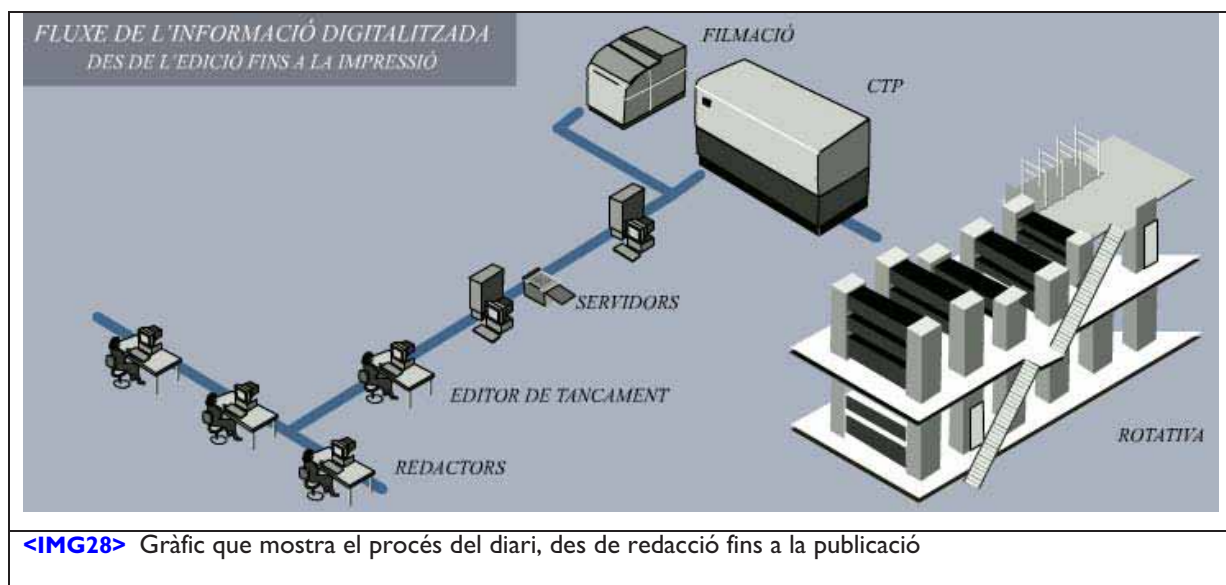 FLUXE DE L'INFORMACIÓ DIGITALITZADA
DES DE L'EDICIÓ FINS A LA IMPRESSIÓ
FILMACIÓ
CTP
SERVIDORS
EDITOR DE TANCAMENT
REDACTORS
ROTATIVA
<IMG28> Gràfic que mostra el procés del diari, des de redacció fins a la publicació